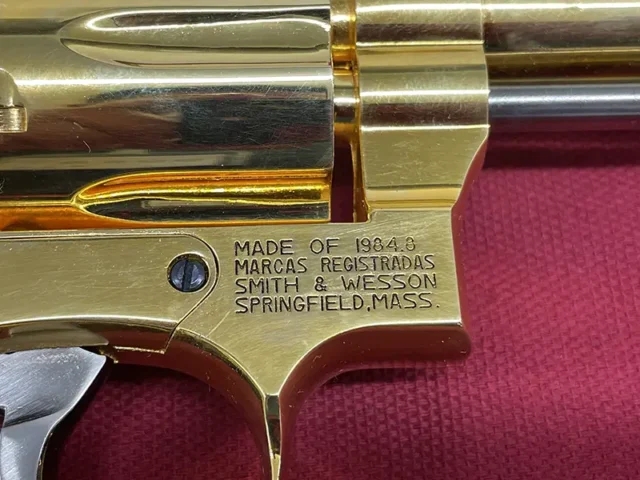 MADE OF 1984.8
MARCAS REGISTRADAS
SMITH & WESSON
SPRINGFIELD, MASS.